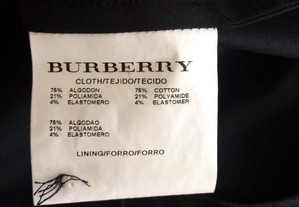 BURBERRY
CLOTH/TEJIDO/TECIDO
75% ALGODON 75% COTTON
21% POLIAMIDA 21% POLYAMIDE
4% ELASTOMERO 4% ELASTOMER
75% ALGODAO
21% POLIAMIDA
4% ELASTOMERO
LINING/FORRO/FORRO